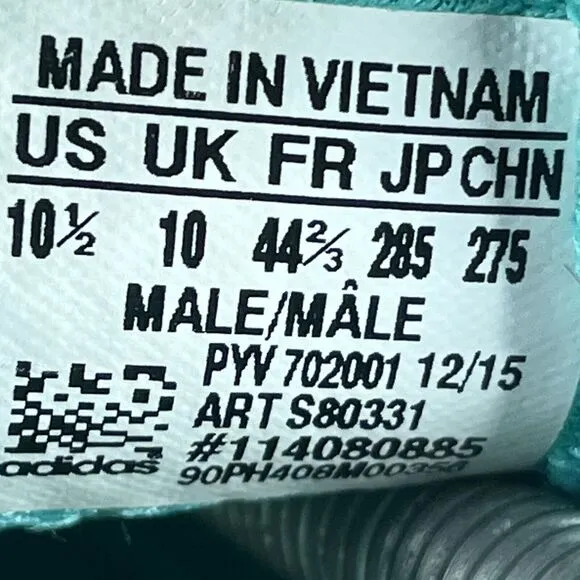 MADE IN VIETNAM
US UK FR JP CHN
10½ 10 44⅔ 285 275
MALE/MÂLE
PYV 702001 12/15
ART S80331
#114080885
adidas